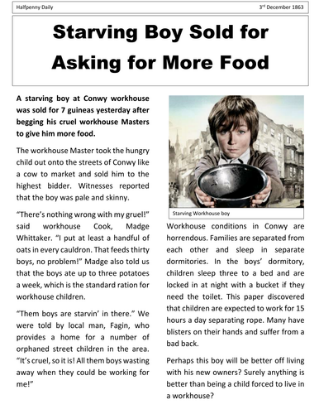 Halfpenny Daily
3rd December 1863
Starving Boy Sold for
Asking for More Food
A starving boy at Conwy workhouse
was sold for 7 guineas yesterday after
begging his cruel workhouse Masters
to give him more food.
The workhouse Master took the hungry
child out onto the streets of Conwy like
a cow to market and sold him to the
highest bidder. Witnesses reported
that the boy was pale and skinny.
“There’s nothing wrong with my gruel!”
said workhouse Cook, Madge
Whittaker. “I put at least a handful of
oats in every cauldron. That feeds thirty
boys, no problem!” Madge also told us
that the boys ate up to three potatoes
a week, which is the standard ration for
workhouse children.
“Them boys are starvin’ in there.” We
were told by local man, Fagin, who
provides a home for a number of
orphaned street children in the area.
“It’s cruel, so it is! All them boys wasting
away when they could be working for
me!”
Starving Workhouse boy
Workhouse conditions in Conwy are
horrendous. Families are separated from
each other and sleep in separate
dormitories. In the boys’ dormitory,
children sleep three to a bed and are
locked in at night with a bucket if they
need the toilet. This paper discovered
that children are expected to work for 15
hours a day separating rope. Many have
blisters on their hands and suffer from a
bad back.
Perhaps this boy will be better off living
with his new owners? Surely anything is
better than being a child forced to live in
a workhouse?